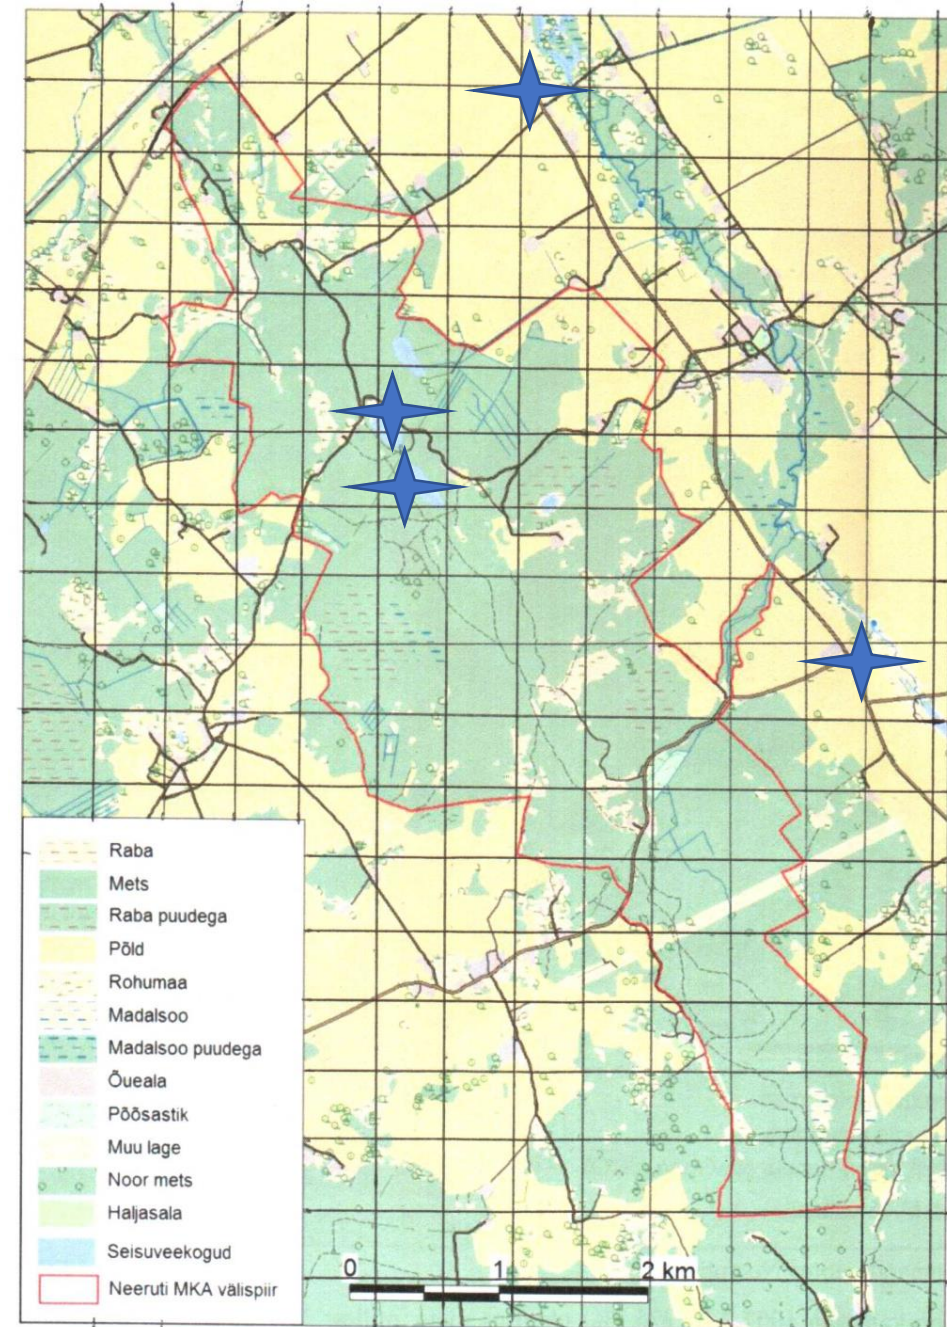 Raba
Mets
Raba puudega
Põld
Rohumaa
Madalsoo
Madalsoo puudega
Õueala
Põõsastik
Muu lage
Noor mets
Haljasala
Seisuveekogud
Neeruti MKA välispiir
0 1 2 km